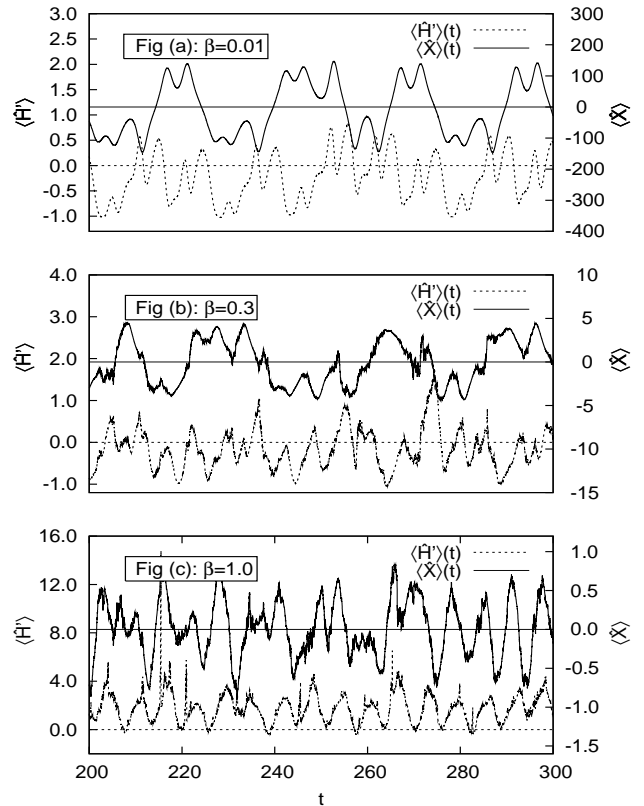 3.0 300
2.5 200
2.0 100
1.5 0
1.0 -100
0.5 -200
0.0 -300
-0.5 -400
-1.0
Fig (a): β=0.01
⟨Ĥ'⟩(t)
⟨X̂⟩(t)
⟨Ĥ'⟩
⟨X̂⟩
4.0 10
3.0 5
2.0 0
1.0 -5
0.0 -10
-1.0 -15
Fig (b): β=0.3
⟨Ĥ'⟩(t)
⟨X̂⟩(t)
⟨Ĥ'⟩
⟨X̂⟩
16.0 1.0
12.0 0.5
8.0 0.0
4.0 -0.5
0.0 -1.0
-1.5
Fig (c): β=1.0
⟨Ĥ'⟩(t)
⟨X̂⟩(t)
⟨Ĥ'⟩
⟨X̂⟩
200 220 240 260 280 300
t